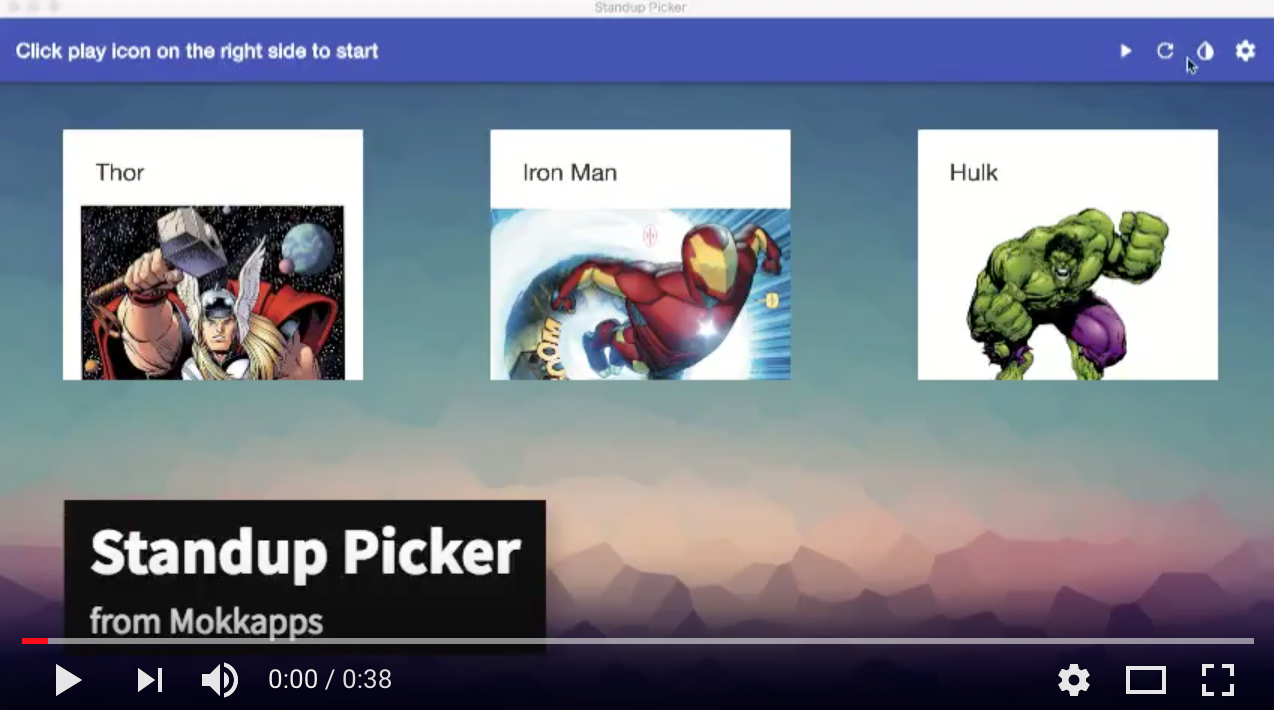 Standup Picker
Click play icon on the right side to start
Thor
Iron Man
Hulk
Standup Picker
from Mokkapps
0:00 / 0:38